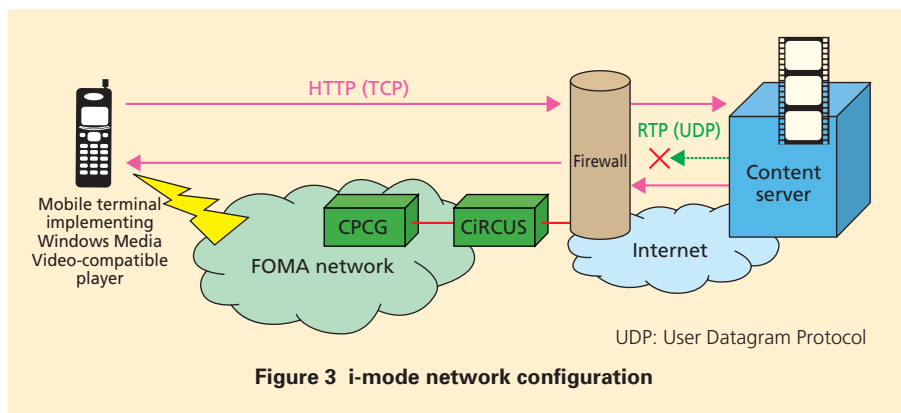 HTTP (TCP)
RTP (UDP)
Firewall
Content
server
Mobile terminal
implementing
Windows Media
Video-compatible
player
CPCG
CiRCUS
FOMA network
Internet
UDP: User Datagram Protocol
Figure 3 i-mode network configuration